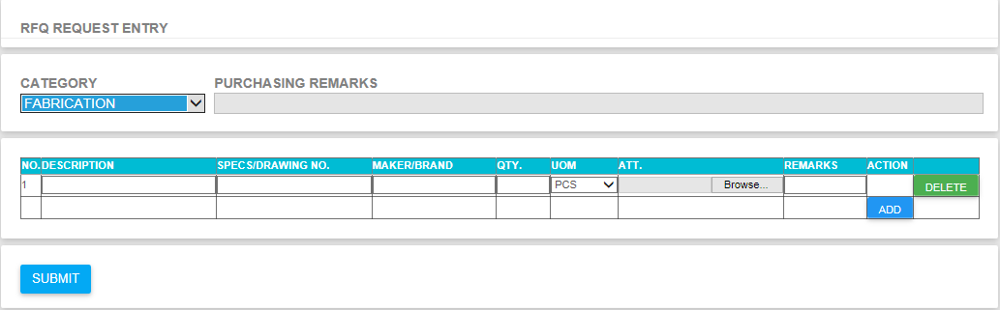 RFQ REQUEST ENTRY
CATEGORY PURCHASING REMARKS
FABRICATION
NO. DESCRIPTION SPECS/DRAWING NO. MAKER/BRAND QTY. UOM ATT. REMARKS ACTION
1 PCS Browse... DELETE
ADD
SUBMIT